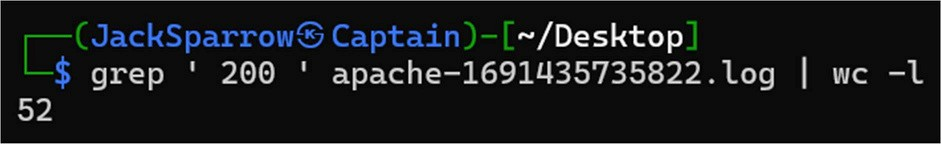 ┌──(JackSparrow㉿Captain)-[~/Desktop]
└─$ grep ' 200 ' apache-1691435735822.log | wc -l
52